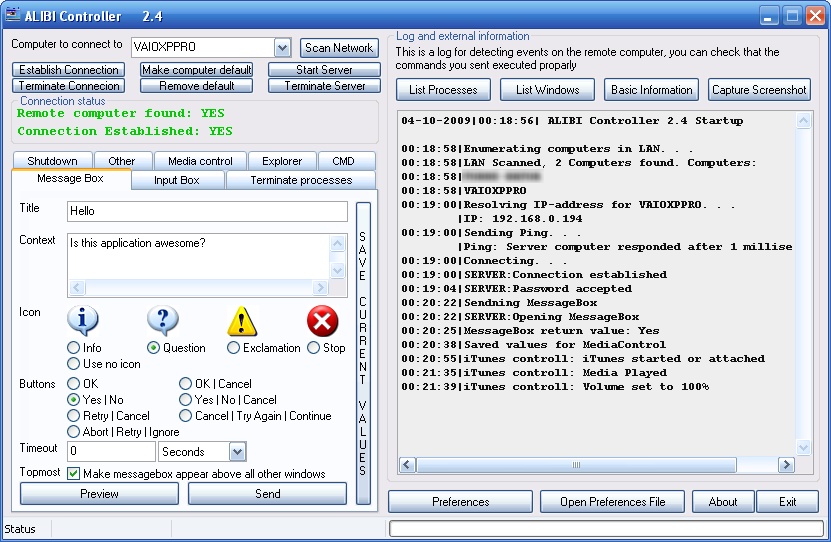 ALIBI Controller 2.4
Computer to connect to VAIOXPPRO Scan Network
Establish Connection Make computer default Start Server
Terminate Connecion Remove default Terminate Server
Connection status
Remote computer found: YES
Connection Established: YES
Shutdown Other Media control Explorer CMD
Message Box Input Box Terminate processes
Title Hello
Context Is this application awesome?
Icon
Info Question Exclamation Stop
Use no icon
Buttons OK OK | Cancel
Yes | No Yes | No | Cancel
Retry | Cancel Cancel | Try Again | Continue
Abort | Retry | Ignore
Timeout 0 Seconds
Topmost Make messagebox appear above all other windows
Preview Send
SAVE CURRENT VALUES
Status
Log and external information
This is a log for detecting events on the remote computer, you can check that the
commands you sent executed proparly
List Processes List Windows Basic Information Capture Screenshot
04-10-2009|00:18:56| ALIBI Controller 2.4 Startup
00:18:58|Enumerating computers in LAN. . .
00:18:58|LAN Scanned, 2 Computers found. Computers:
00:18:58|
00:18:58|VAIOXPPRO
00:19:00|Resolving IP-address for VAIOXPPRO. . .
|IP: 192.168.0.194
00:19:00|Sending Ping. . .
|Ping: Server computer responded after 1 millise
00:19:00|Connecting. . .
00:19:00|SERVER:Connection established
00:19:04|SERVER:Password accepted
00:20:22|Sendning MessageBox
00:20:22|SERVER:Opening MessageBox
00:20:25|MessageBox return value: Yes
00:20:38|Saved values for MediaControl
00:20:55|iTunes controll: iTunes started or attached
00:21:35|iTunes controll: Media Played
00:21:39|iTunes controll: Volume set to 100%
Preferences Open Preferences File About Exit